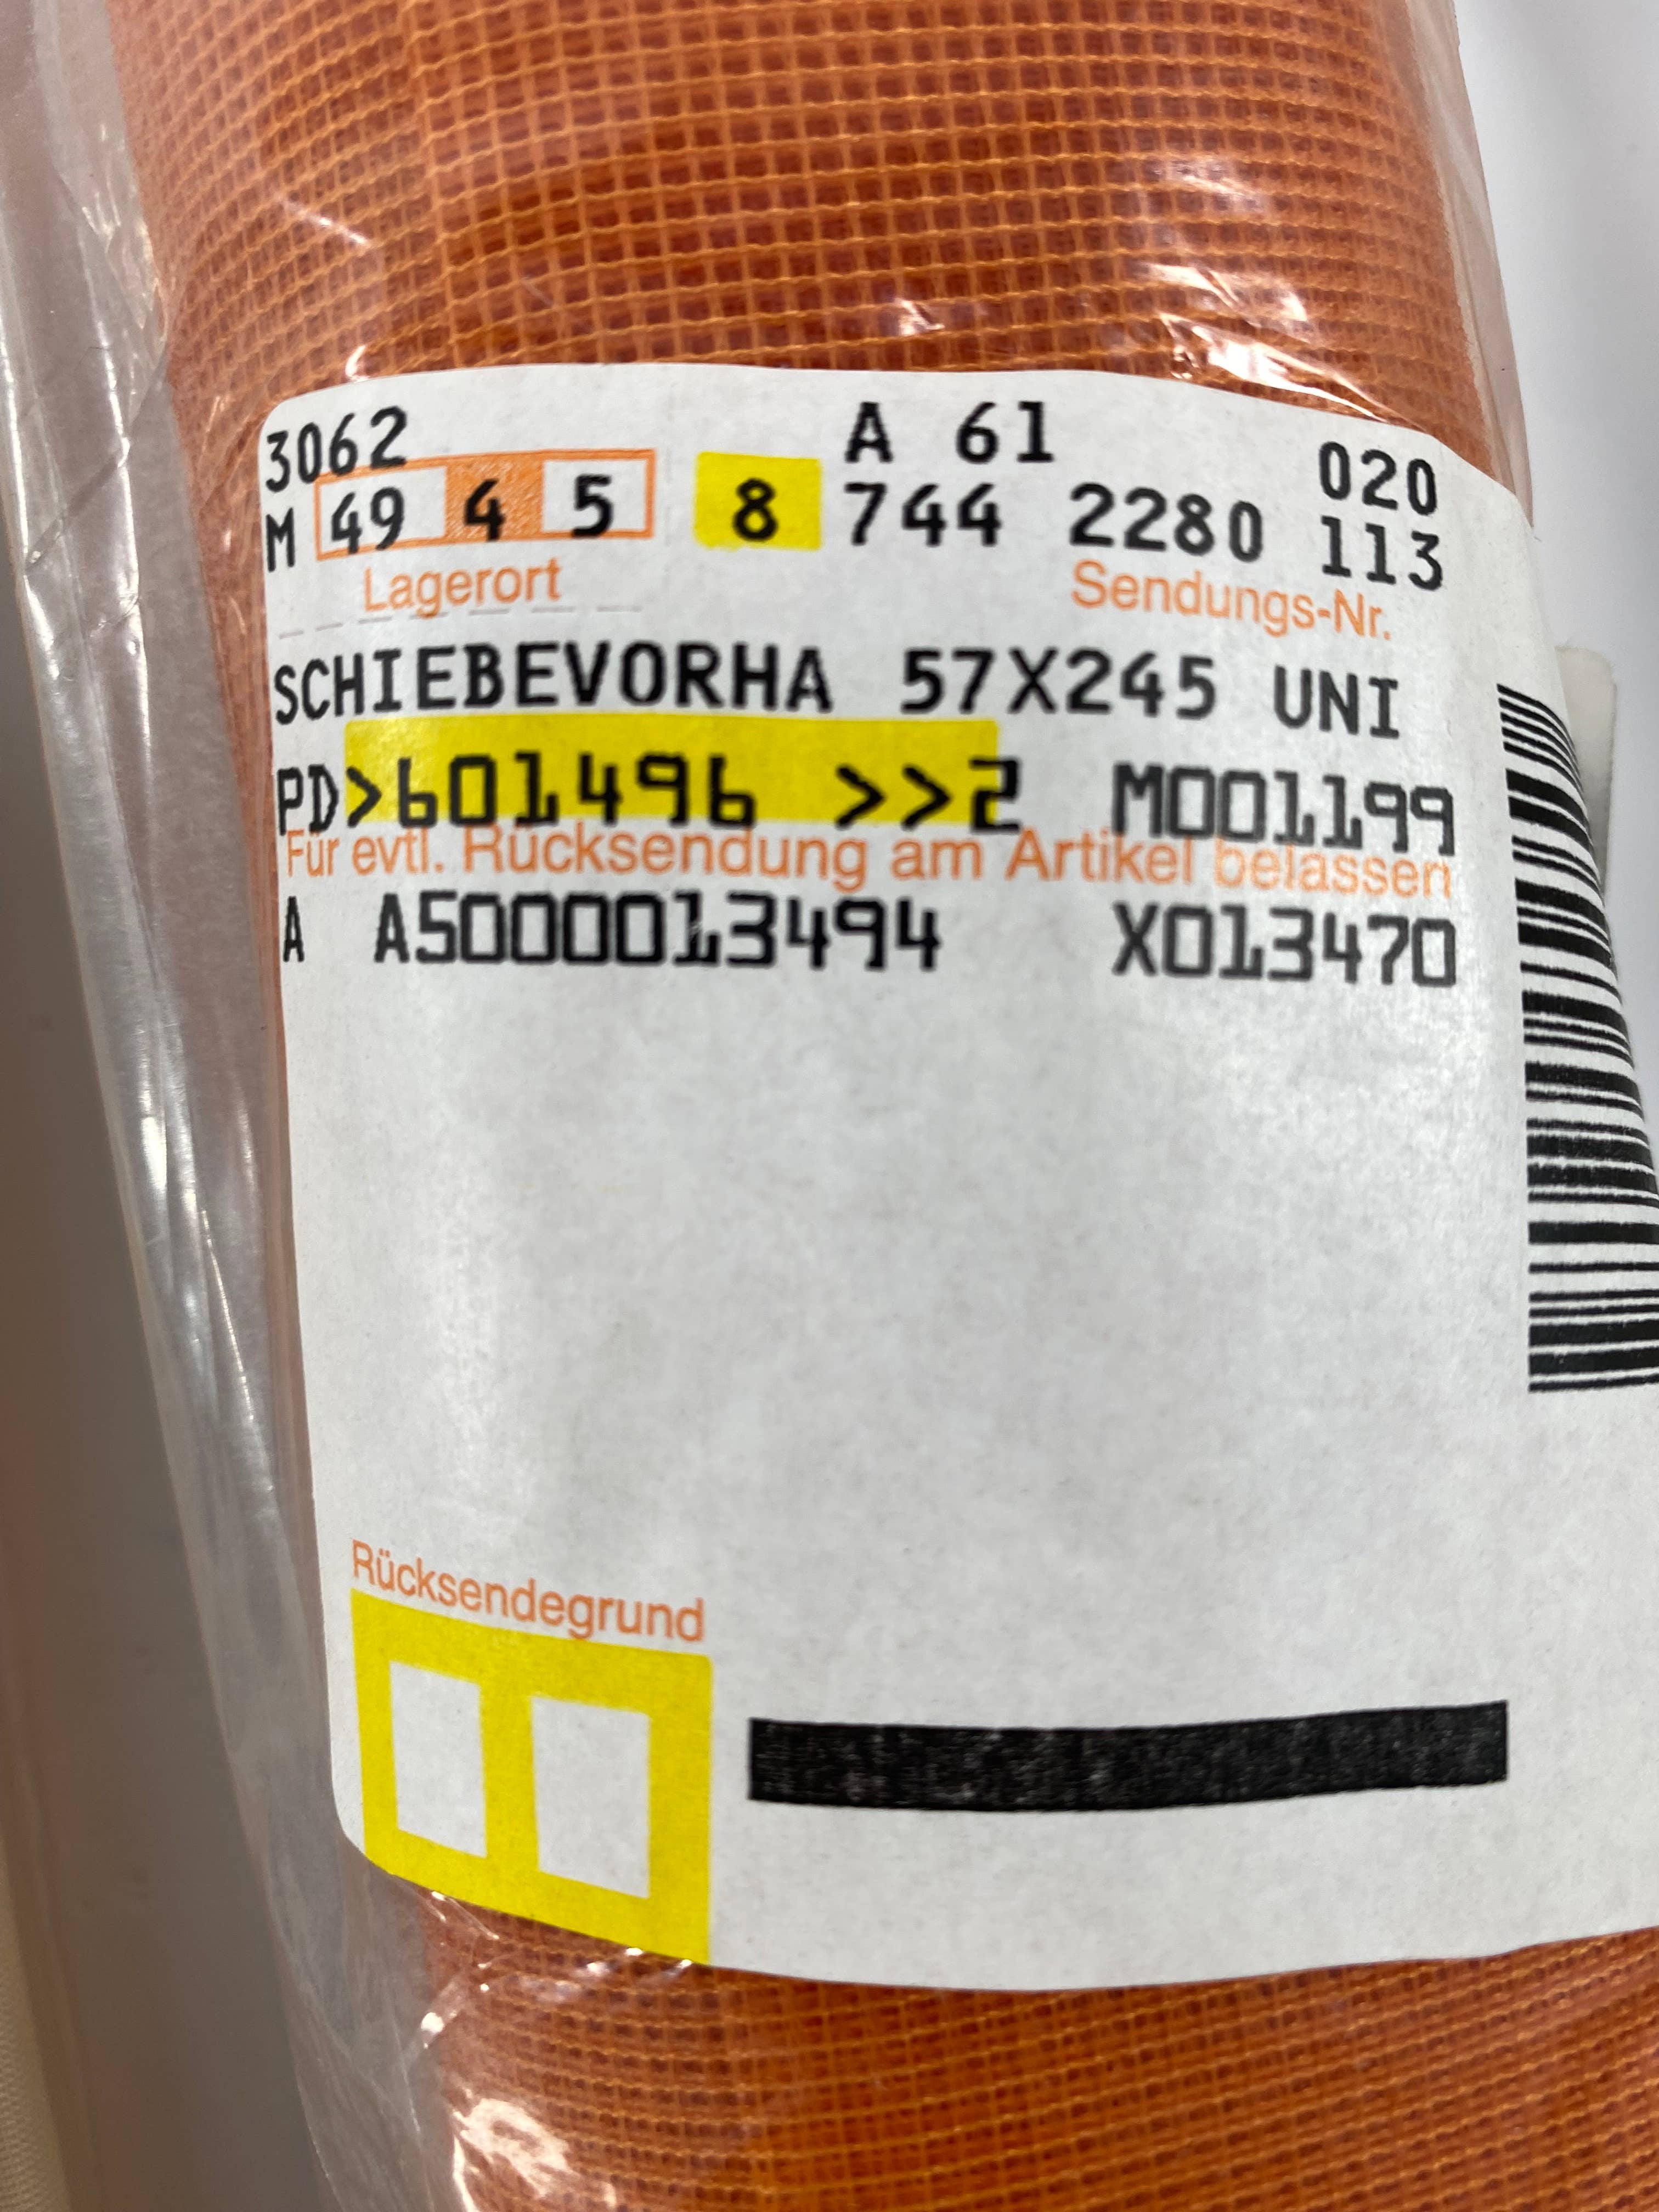 3062 A 61 020
M 49 4 5 8 744 2280 113
Lagerort Sendungs-Nr.
SCHIEBEVORHA 57X245 UNI
PD>601496 >>2 M001199
Für evtl. Rücksendung am Artikel belassen
A A5000013494 X013470
Rücksendegrund